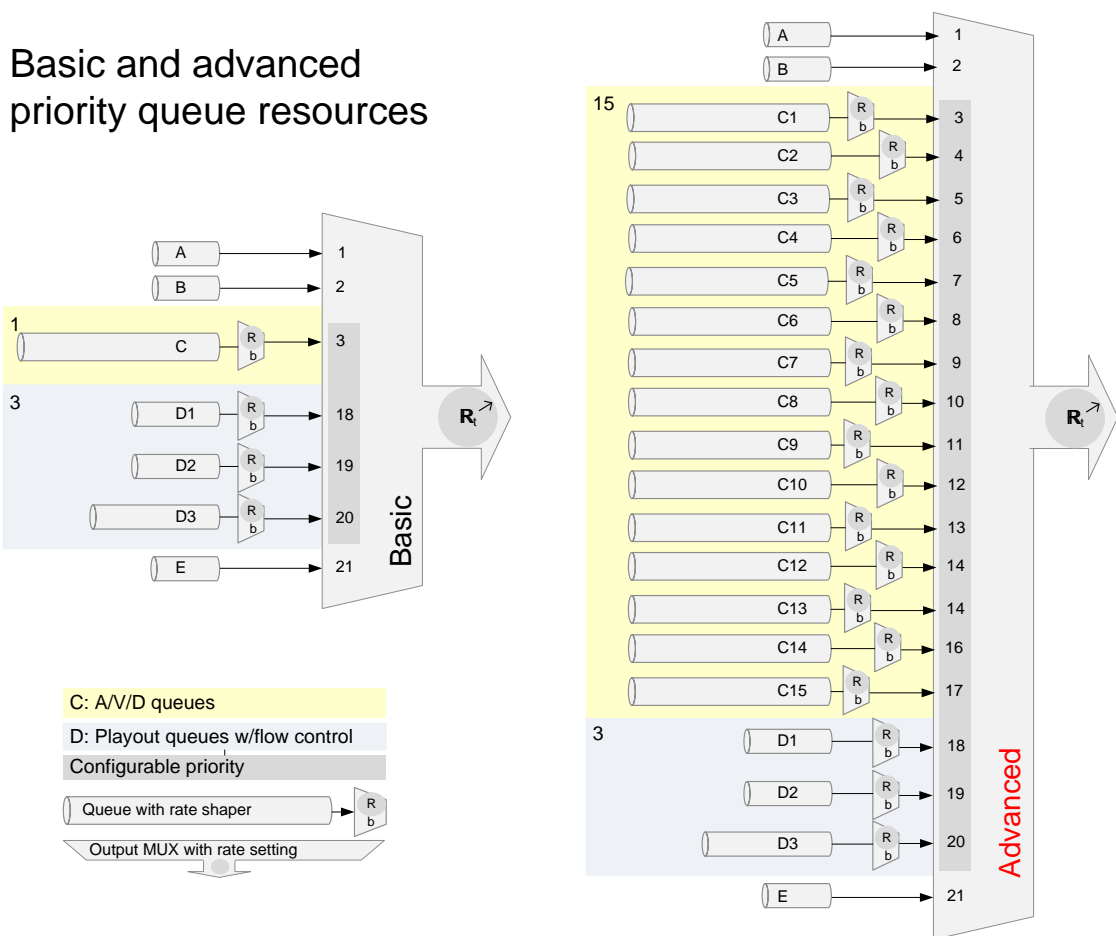 Basic and advanced
priority queue resources
A
1
B
2
1
C
R
b
3
3
D1
R
b
18
D2
R
b
19
D3
R
b
20
E
21
Basic
Rt
C: A/V/D queues
D: Playout queues w/flow control
Configurable priority
Queue with rate shaper
R
b
Output MUX with rate setting
A
1
B
2
15
C1
R
b
3
C2
R
b
4
C3
R
b
5
C4
R
b
6
C5
R
b
7
C6
R
b
8
C7
R
b
9
C8
R
b
10
C9
R
b
11
C10
R
b
12
C11
R
b
13
C12
R
b
14
C13
R
b
14
C14
R
b
16
C15
R
b
17
3
D1
R
b
18
D2
R
b
19
D3
R
b
20
E
21
Advanced
Rt